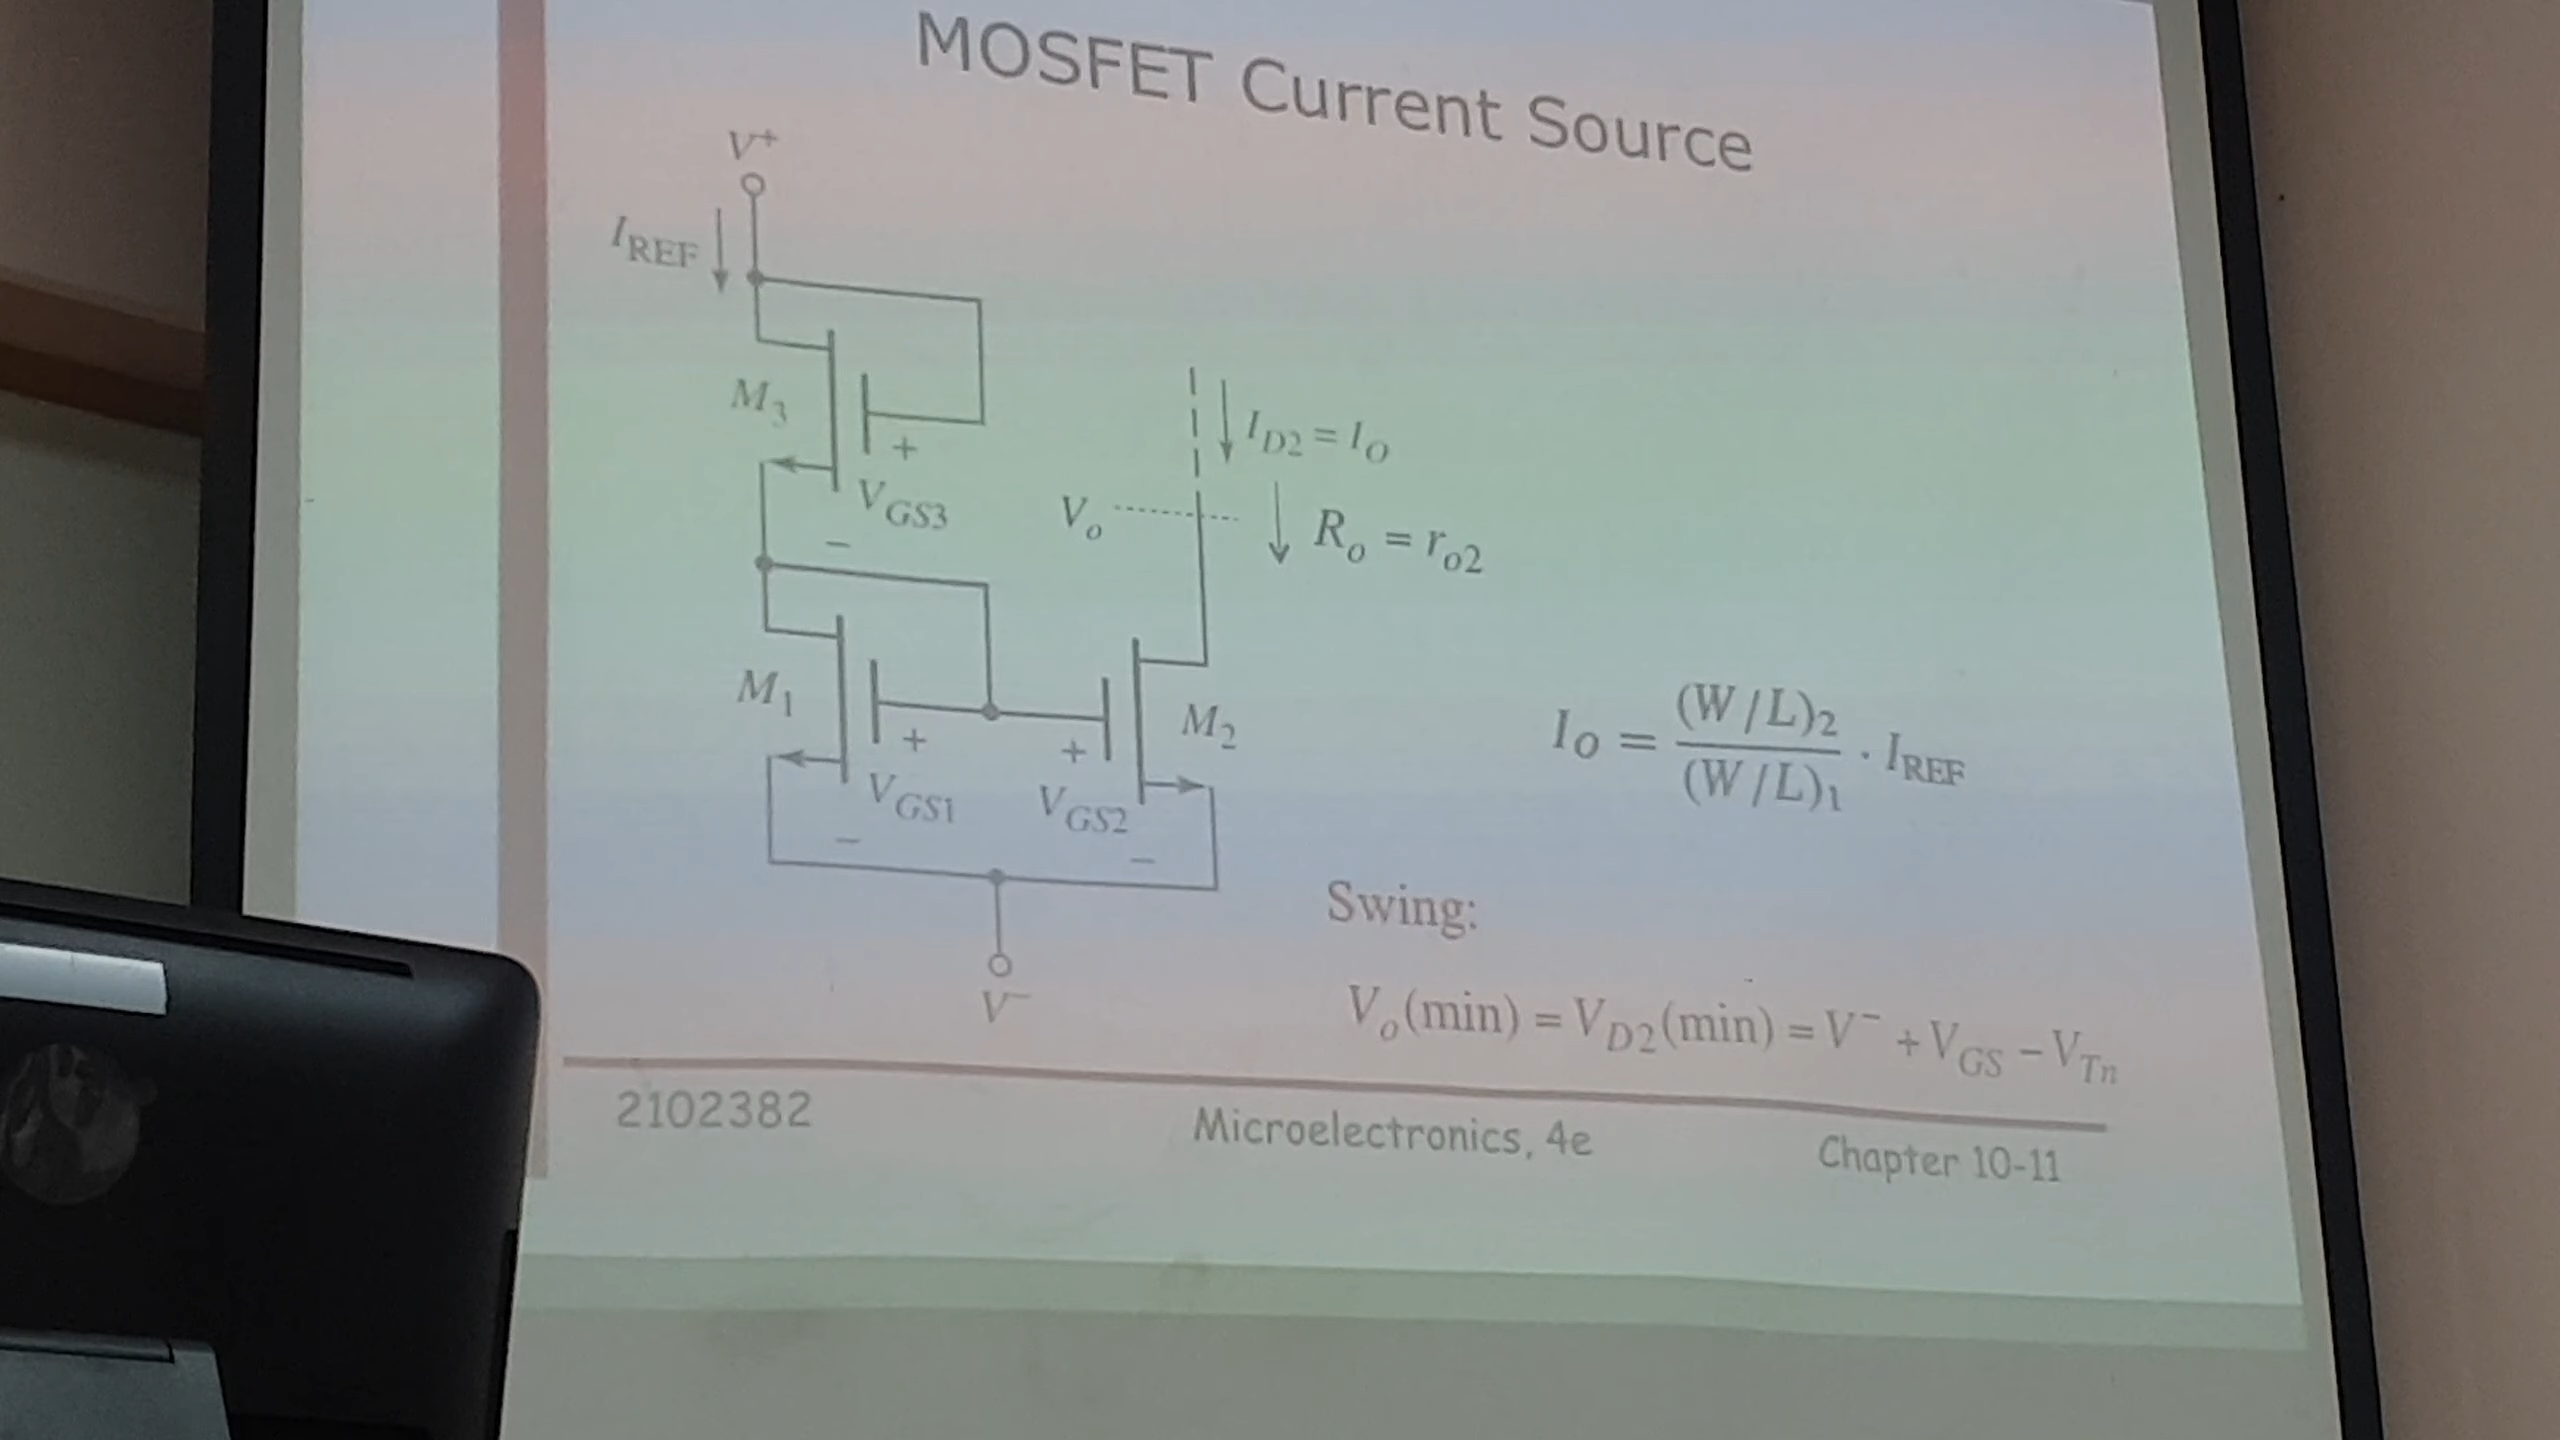 MOSFET Current Source
V⁺
I_REF
M₃
+
V_GS3
−
I_D2 = I_O
V_o
R_o = r_o2
M₁
+
V_GS1
−
+
V_GS2
−
M₂
I_O = (W/L)₂ / (W/L)₁ · I_REF
V⁻
Swing:
V_o(min) = V_D2(min) = V⁻ + V_GS − V_Tn
2102382
Microelectronics, 4e
Chapter 10-11